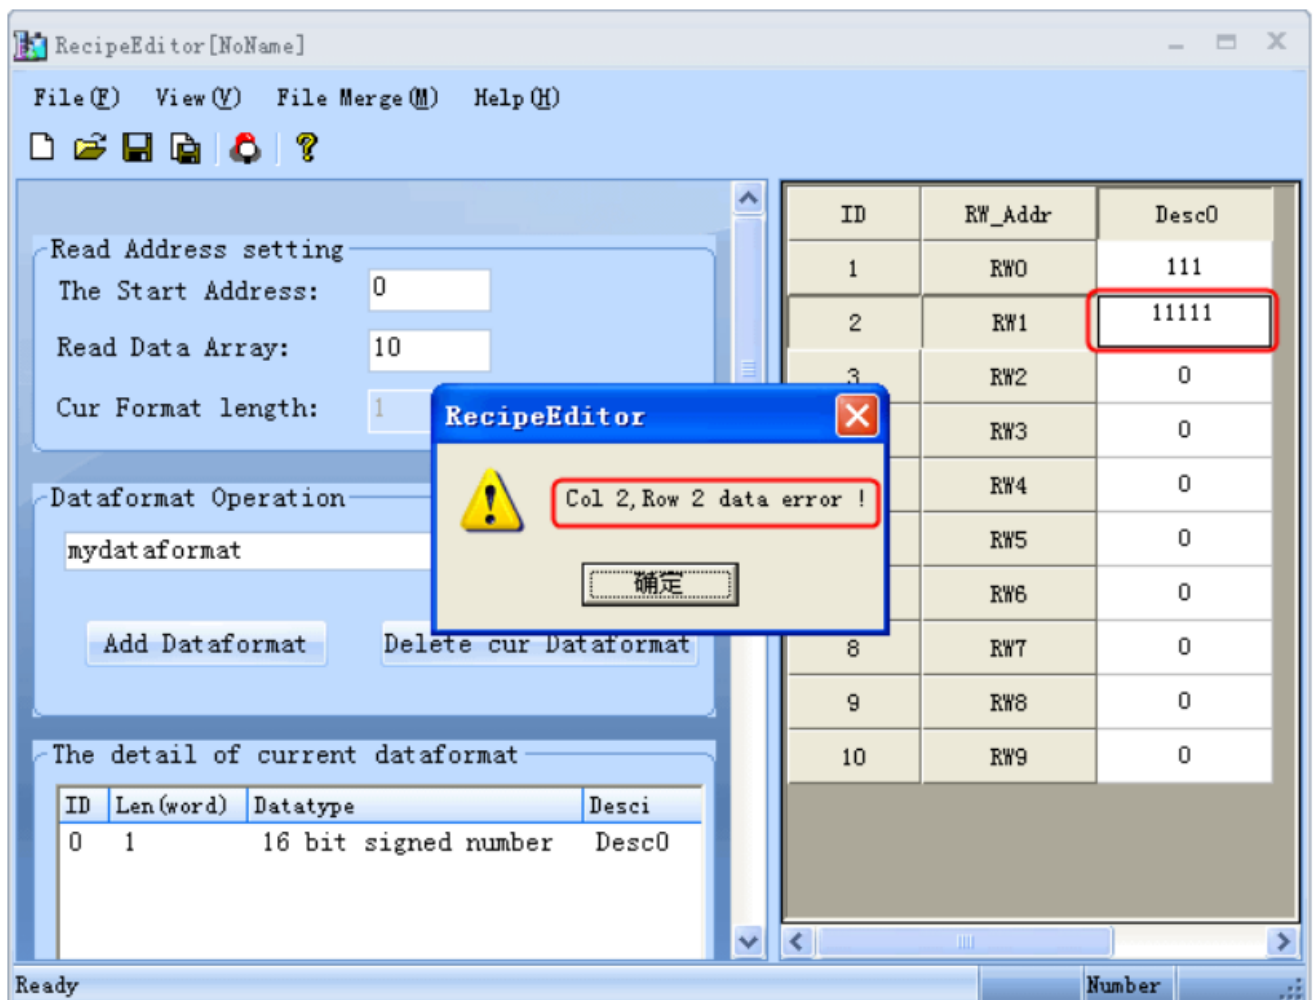 RecipeEditor[NoName]
File(F) View(V) File Merge(M) Help(H)
Read Address setting
The Start Address: 0
Read Data Array: 10
Cur Format length: 1
Dataformat Operation
mydataformat
Add Dataformat Delete cur Dataformat
The detail of current dataformat
ID Len(word) Datatype Desci
0 1 16 bit signed number Desc0
RecipeEditor
Col 2,Row 2 data error !
确定
ID RW_Addr Desc0
1 RW0 111
2 RW1 11111
3 RW2 0
RW3 0
RW4 0
RW5 0
RW6 0
8 RW7 0
9 RW8 0
10 RW9 0
Ready Number